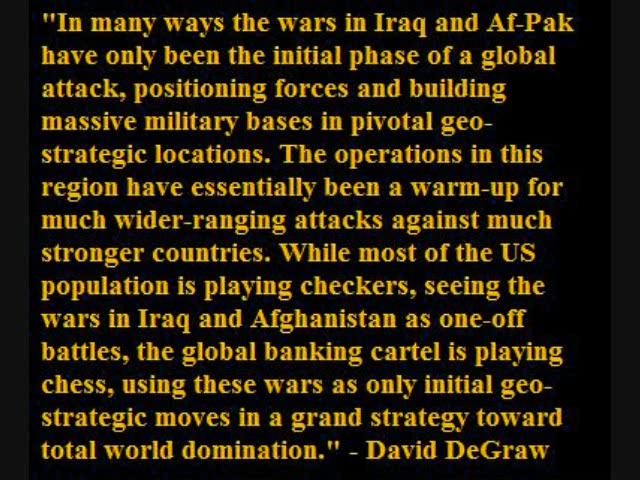 "In many ways the wars in Iraq and Af-Pak
have only been the initial phase of a global
attack, positioning forces and building
massive military bases in pivotal geo-
strategic locations. The operations in this
region have essentially been a warm-up for
much wider-ranging attacks against much
stronger countries. While most of the US
population is playing checkers, seeing the
wars in Iraq and Afghanistan as one-off
battles, the global banking cartel is playing
chess, using these wars as only initial geo-
strategic moves in a grand strategy toward
total world domination." - David DeGraw